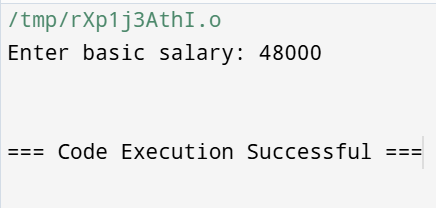 /tmp/rXp1j3AthI.o
Enter basic salary: 48000
=== Code Execution Successful ===